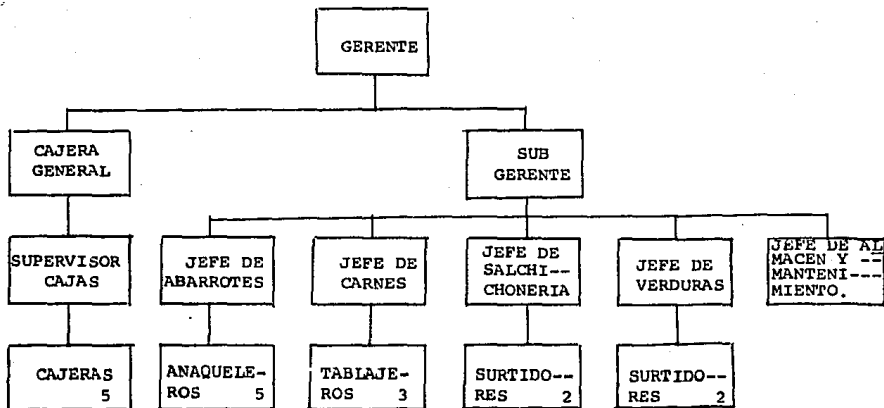 GERENTE
CAJERA
GENERAL
SUB
GERENTE
SUPERVISOR
CAJAS
JEFE DE
ABARROTES
JEFE DE
CARNES
JEFE DE
SALCHI--
CHONERIA
JEFE DE
VERDURAS
JEFE DE AL
MACEN Y --
MANTENI---
MIENTO.
CAJERAS
5
ANAQUELE-
ROS 5
TABLAJE-
ROS 3
SURTIDO--
RES 2
SURTIDO--
RES 2